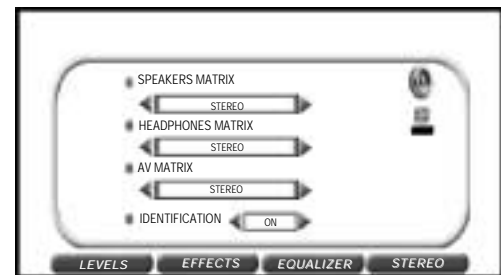 SPEAKERS MATRIX
STEREO
HEADPHONES MATRIX
STEREO
AV MATRIX
STEREO
IDENTIFICATION ON
LEVELS EFFECTS EQUALIZER STEREO